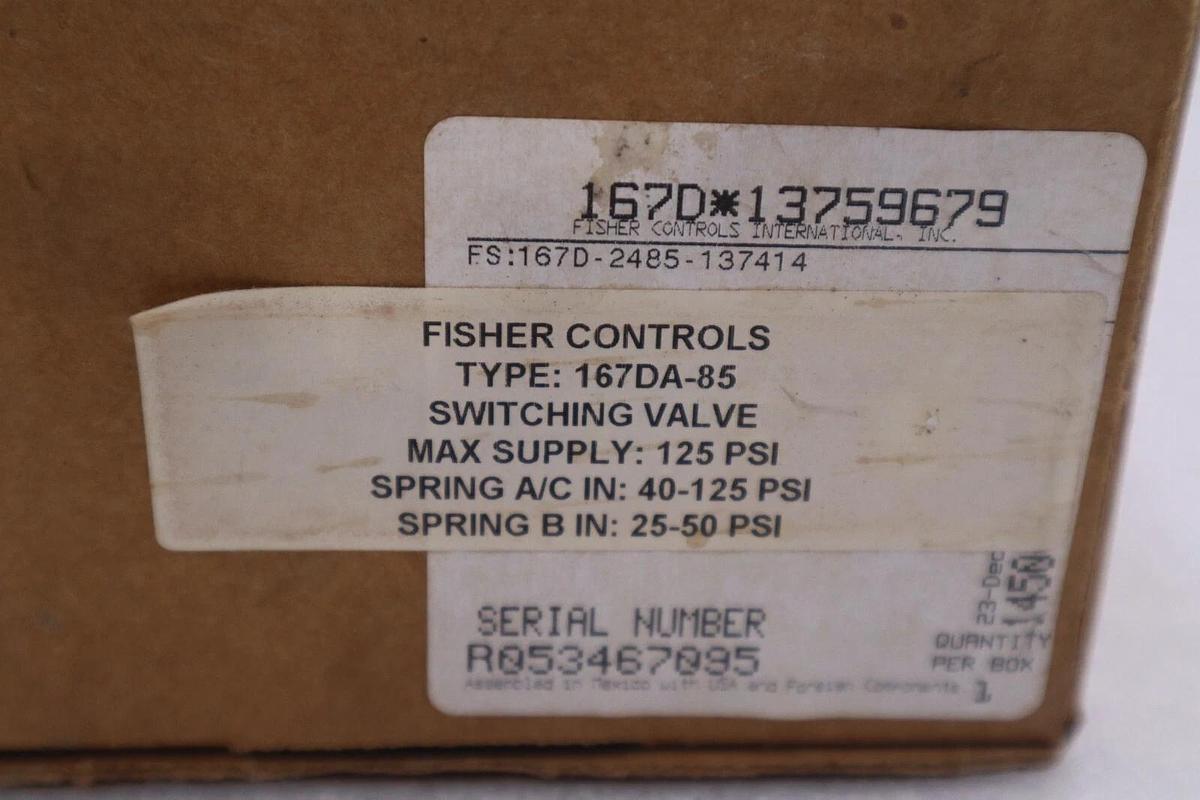 167D*13759679
FISHER CONTROLS INTERNATIONAL, INC.
FS:167D-2485-137414
FISHER CONTROLS
TYPE: 167DA-85
SWITCHING VALVE
MAX SUPPLY: 125 PSI
SPRING A/C IN: 40-125 PSI
SPRING B IN: 25-50 PSI
23-Dec
1450
SERIAL NUMBER
R053467095
QUANTITY
PER BOX
1
Assembled in Mexico with USA and Foreign Components